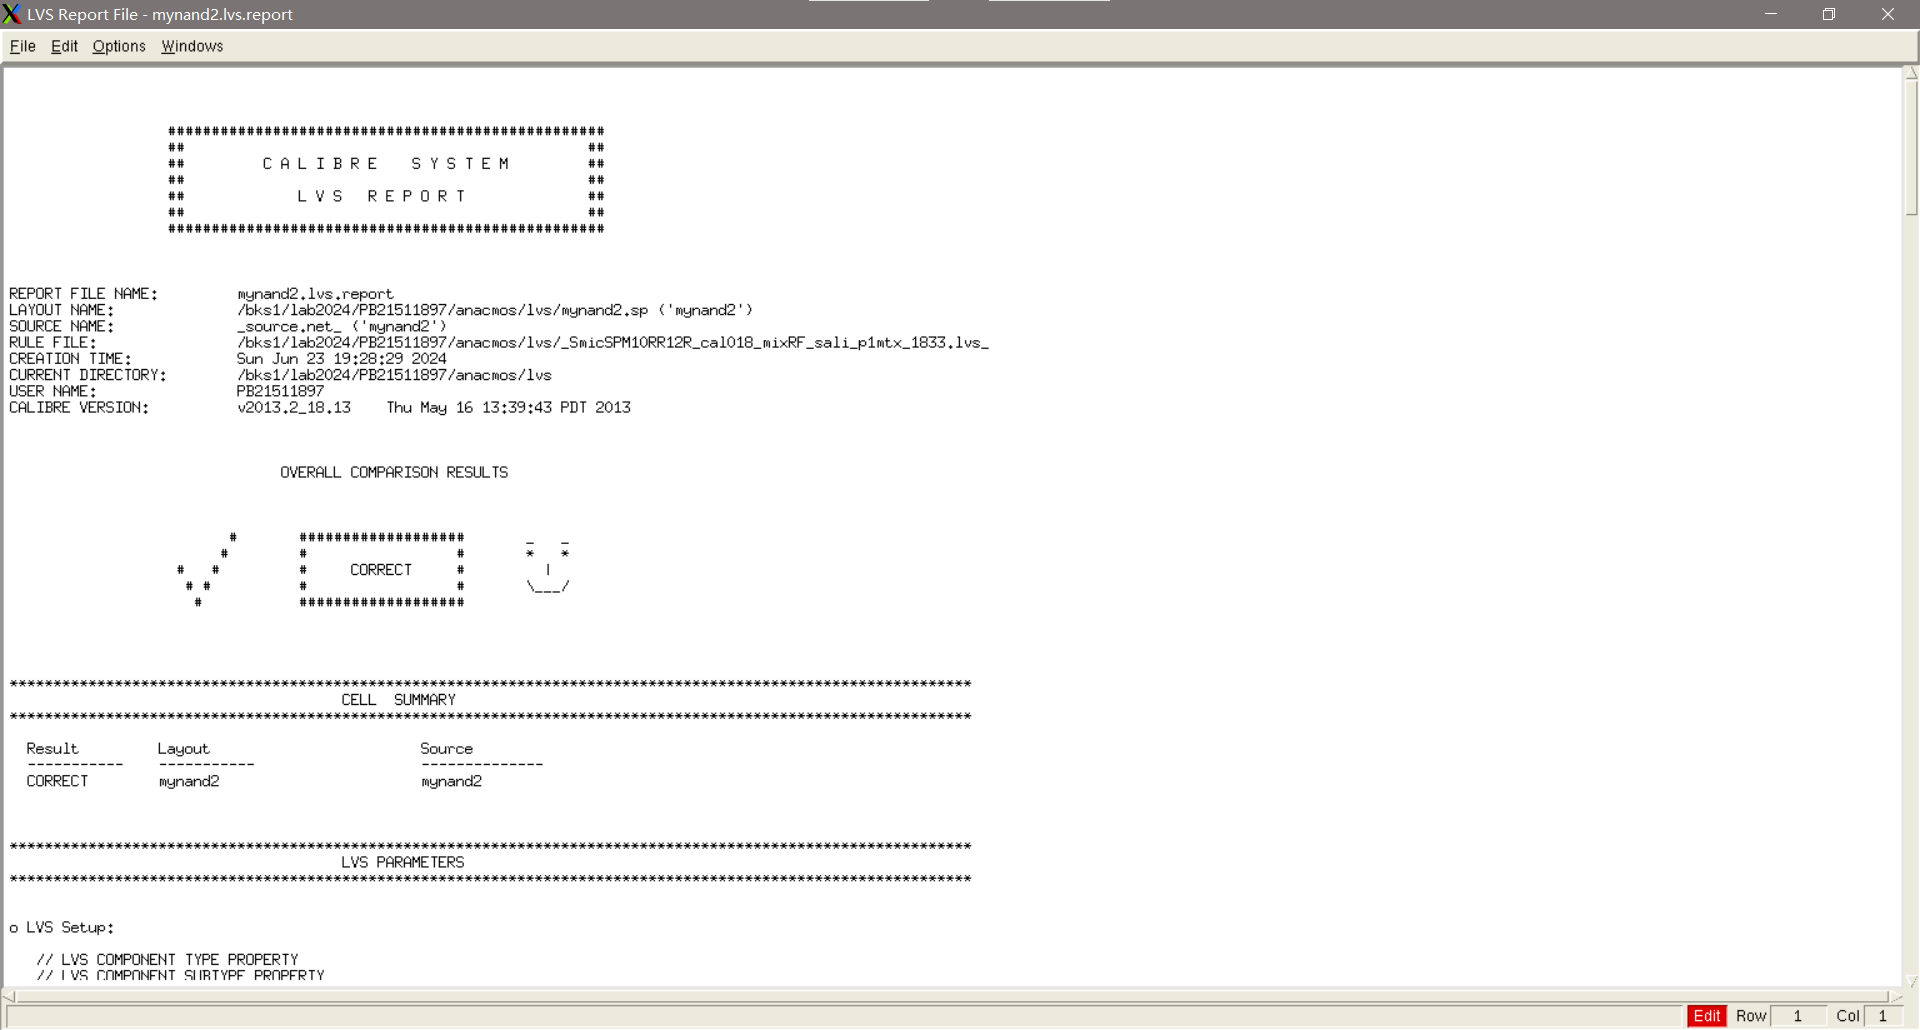 LVS Report File - mynand2.lvs.report
File Edit Options Windows
##################################################
## ##
## C A L I B R E S Y S T E M ##
## ##
## L V S R E P O R T ##
## ##
##################################################
REPORT FILE NAME: mynand2.lvs.report
LAYOUT NAME: /bks1/lab2024/PB21511897/anacmos/lvs/mynand2.sp ('mynand2')
SOURCE NAME: _source.net_ ('mynand2')
RULE FILE: /bks1/lab2024/PB21511897/anacmos/lvs/_SmicSPM10RR12R_cal018_mixRF_sali_p1mtx_1833.lvs_
CREATION TIME: Sun Jun 23 19:28:29 2024
CURRENT DIRECTORY: /bks1/lab2024/PB21511897/anacmos/lvs
USER NAME: PB21511897
CALIBRE VERSION: v2013.2_18.13 Thu May 16 13:39:43 PDT 2013
OVERALL COMPARISON RESULTS
# ################### _ _
# # # * *
# # # CORRECT # |
# # # # \___/
# ###################
**************************************************************************************************************
CELL SUMMARY
**************************************************************************************************************
Result Layout Source
----------- ----------- --------------
CORRECT mynand2 mynand2
**************************************************************************************************************
LVS PARAMETERS
**************************************************************************************************************
o LVS Setup:
// LVS COMPONENT TYPE PROPERTY
// LVS COMPONENT SUBTYPE PROPERTY
Edit Row 1 Col 1